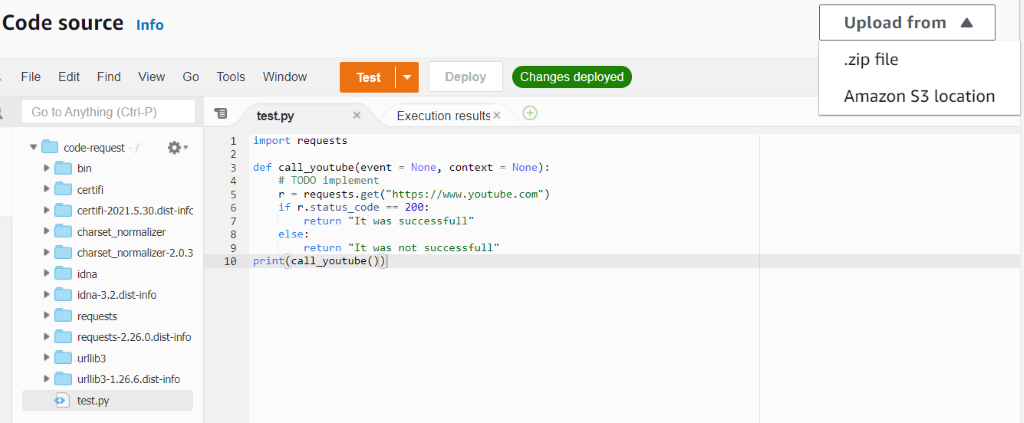 Code source Info
Upload from
.zip file
Amazon S3 location
File Edit Find View Go Tools Window
Test
Deploy
Changes deployed
Go to Anything (Ctrl-P)
test.py
Execution results
code-request - /
bin
certifi
certifi-2021.5.30.dist-info
charset_normalizer
charset_normalizer-2.0.3
idna
idna-3.2.dist-info
requests
requests-2.26.0.dist-info
urllib3
urllib3-1.26.6.dist-info
test.py
1 import requests
2
3 def call_youtube(event = None, context = None):
4 # TODO implement
5 r = requests.get("https://www.youtube.com")
6 if r.status_code == 200:
7 return "It was successfull"
8 else:
9 return "It was not successfull"
10 print(call_youtube())